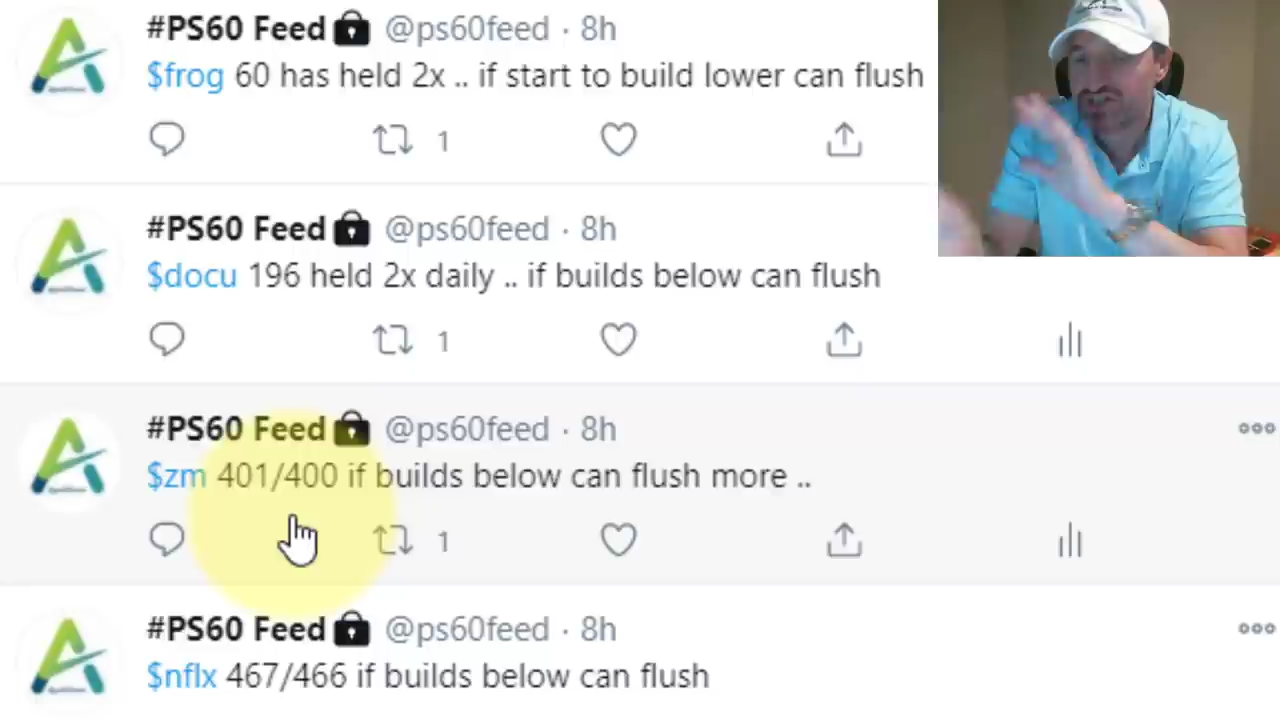 #PS60 Feed @ps60feed · 8h
$frog 60 has held 2x .. if start to build lower can flush
1
#PS60 Feed @ps60feed · 8h
$docu 196 held 2x daily .. if builds below can flush
1
#PS60 Feed @ps60feed · 8h
$zm 401/400 if builds below can flush more ..
1
#PS60 Feed @ps60feed · 8h
$nflx 467/466 if builds below can flush